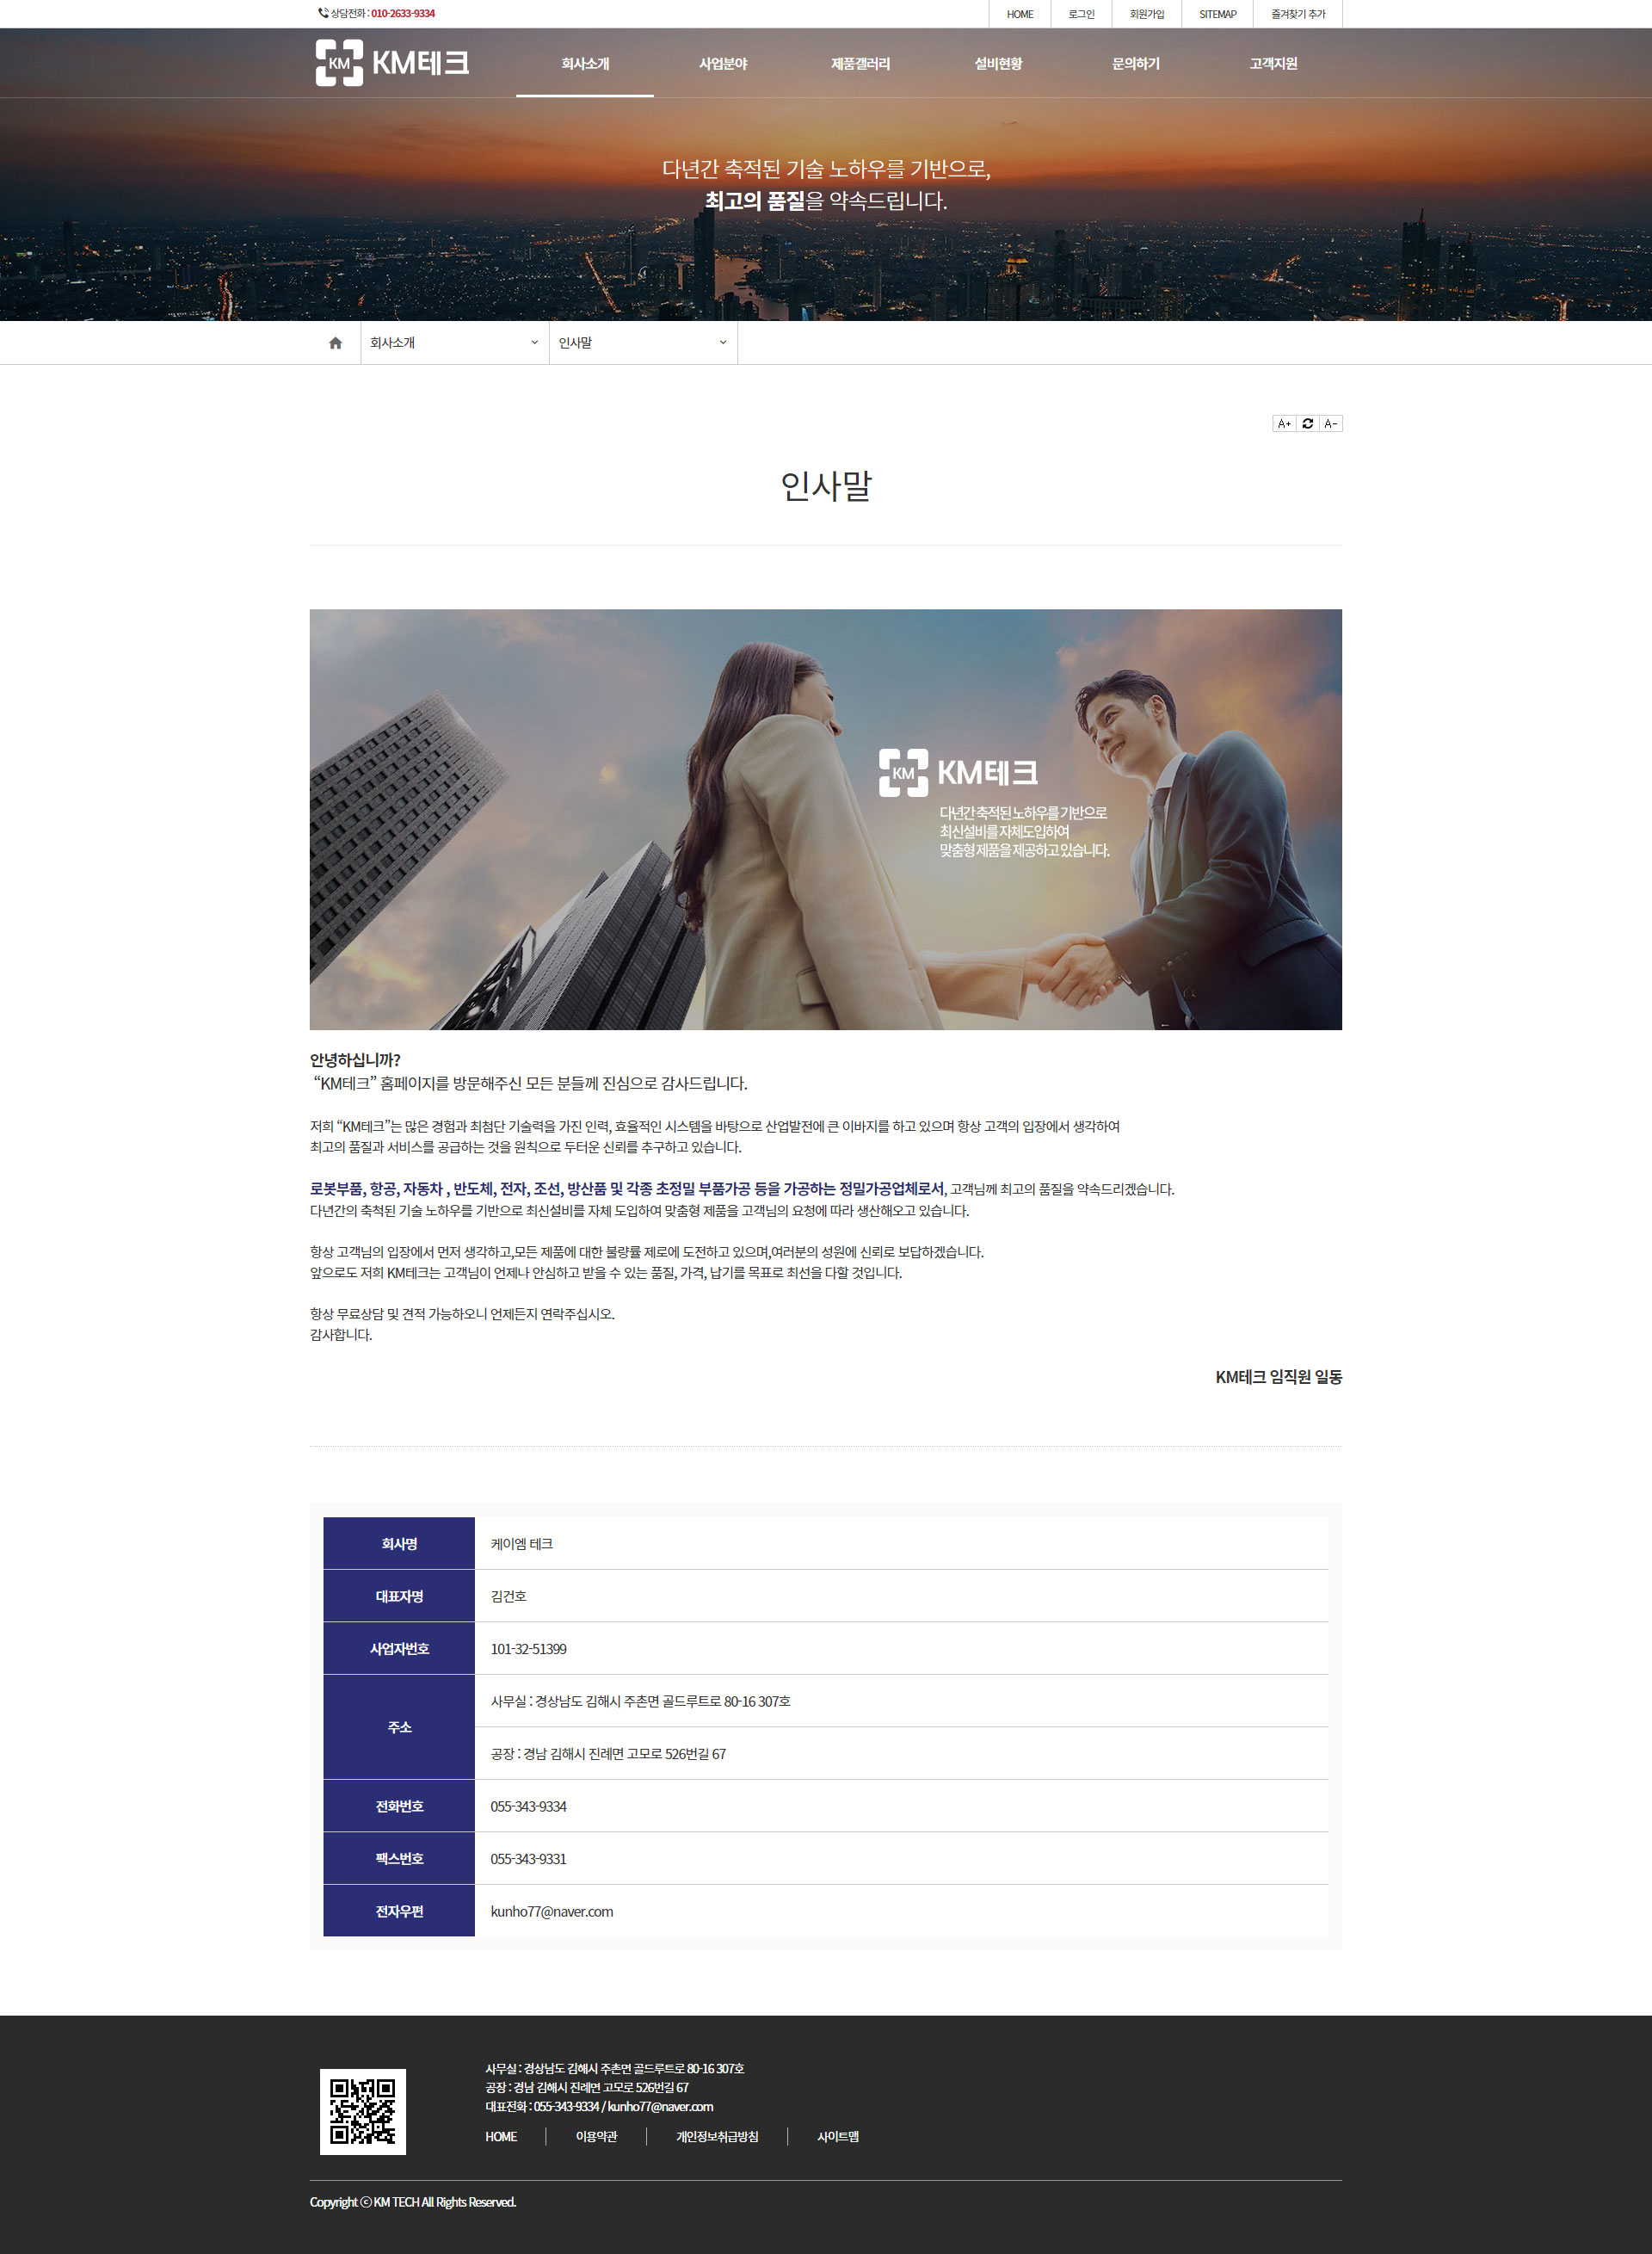 상담전화 : 010-2633-9334
HOME 로그인 회원가입 SITEMAP 즐겨찾기 추가
KM KM테크
회사소개 사업분야 제품갤러리 설비현황 문의하기 고객지원
다년간 축적된 기술 노하우를 기반으로,
최고의 품질을 약속드립니다.
회사소개 인사말
A+ A-
인사말
KM KM테크
다년간 축적된 노하우를 기반으로
최신설비를 자체도입하여
맞춤형 제품을 제공하고 있습니다.
안녕하십니까?
“KM테크” 홈페이지를 방문해주신 모든 분들께 진심으로 감사드립니다.
저희 “KM테크”는 많은 경험과 최첨단 기술력을 가진 인력, 효율적인 시스템을 바탕으로 산업발전에 큰 이바지를 하고 있으며 항상 고객의 입장에서 생각하여
최고의 품질과 서비스를 공급하는 것을 원칙으로 두터운 신뢰를 추구하고 있습니다.
로봇부품, 항공, 자동차 , 반도체, 전자, 조선, 방산품 및 각종 초정밀 부품가공 등을 가공하는 정밀가공업체로서, 고객님께 최고의 품질을 약속드리겠습니다.
다년간의 축척된 기술 노하우를 기반으로 최신설비를 자체 도입하여 맞춤형 제품을 고객님의 요청에 따라 생산해오고 있습니다.
항상 고객님의 입장에서 먼저 생각하고,모든 제품에 대한 불량률 제로에 도전하고 있으며,여러분의 성원에 신뢰로 보답하겠습니다.
앞으로도 저희 KM테크는 고객님이 언제나 안심하고 받을 수 있는 품질, 가격, 납기를 목표로 최선을 다할 것입니다.
항상 무료상담 및 견적 가능하오니 언제든지 연락주십시오.
감사합니다.
KM테크 임직원 일동
회사명 케이엠 테크
대표자명 김건호
사업자번호 101-32-51399
주소 사무실 : 경상남도 김해시 주촌면 골드루트로 80-16 307호
공장 : 경남 김해시 진례면 고모로 526번길 67
전화번호 055-343-9334
팩스번호 055-343-9331
전자우편 kunho77@naver.com
사무실 : 경상남도 김해시 주촌면 골드루트로 80-16 307호
공장 : 경남 김해시 진례면 고모로 526번길 67
대표전화 : 055-343-9334 / kunho77@naver.com
HOME 이용약관 개인정보취급방침 사이트맵
Copyright ⓒ KM TECH All Rights Reserved.